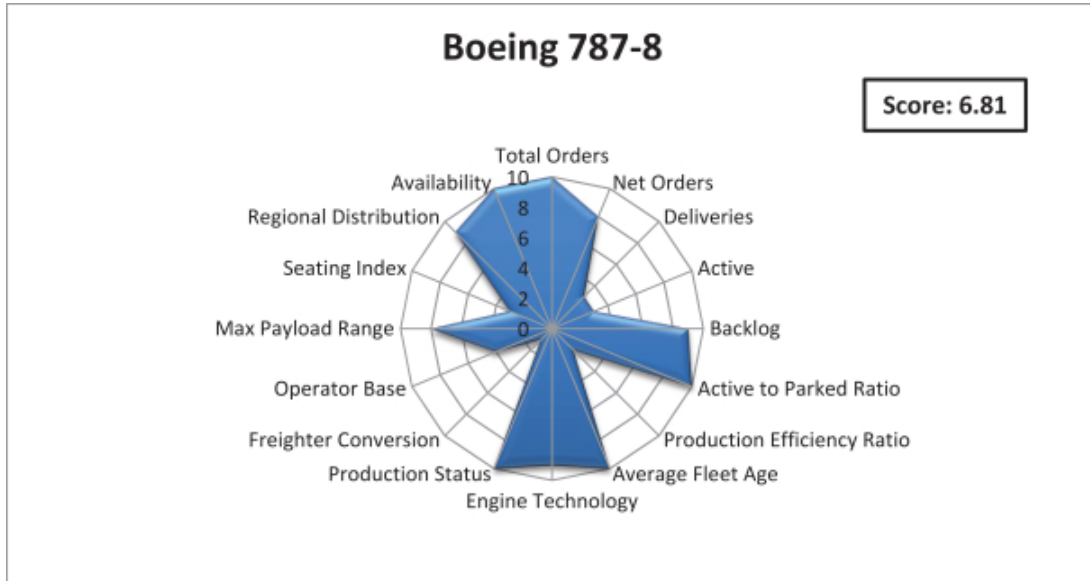 Boeing 787-8
Score: 6.81
Total Orders
Availability
Net Orders
Regional Distribution
Deliveries
Seating Index
Active
Max Payload Range
Backlog
Operator Base
Active to Parked Ratio
Freighter Conversion
Production Efficiency Ratio
Production Status
Average Fleet Age
Engine Technology
10
8
6
4
2
0